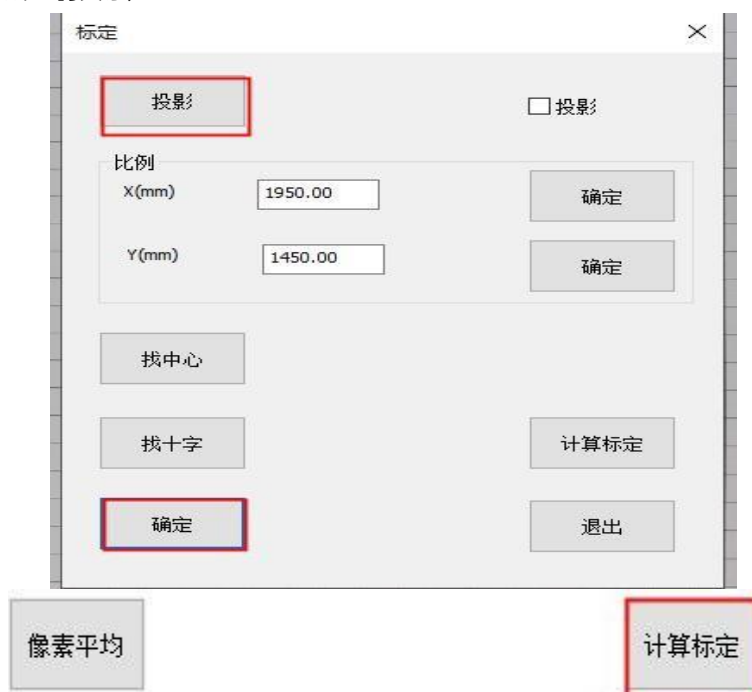 标定
投影
投影
比例
X(mm) 1950.00 确定
Y(mm) 1450.00 确定
找中心
找十字 计算标定
确定 退出
像素平均 计算标定